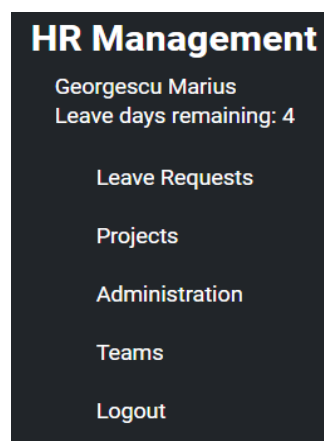 HR Management
Georgescu Marius
Leave days remaining: 4
Leave Requests
Projects
Administration
Teams
Logout